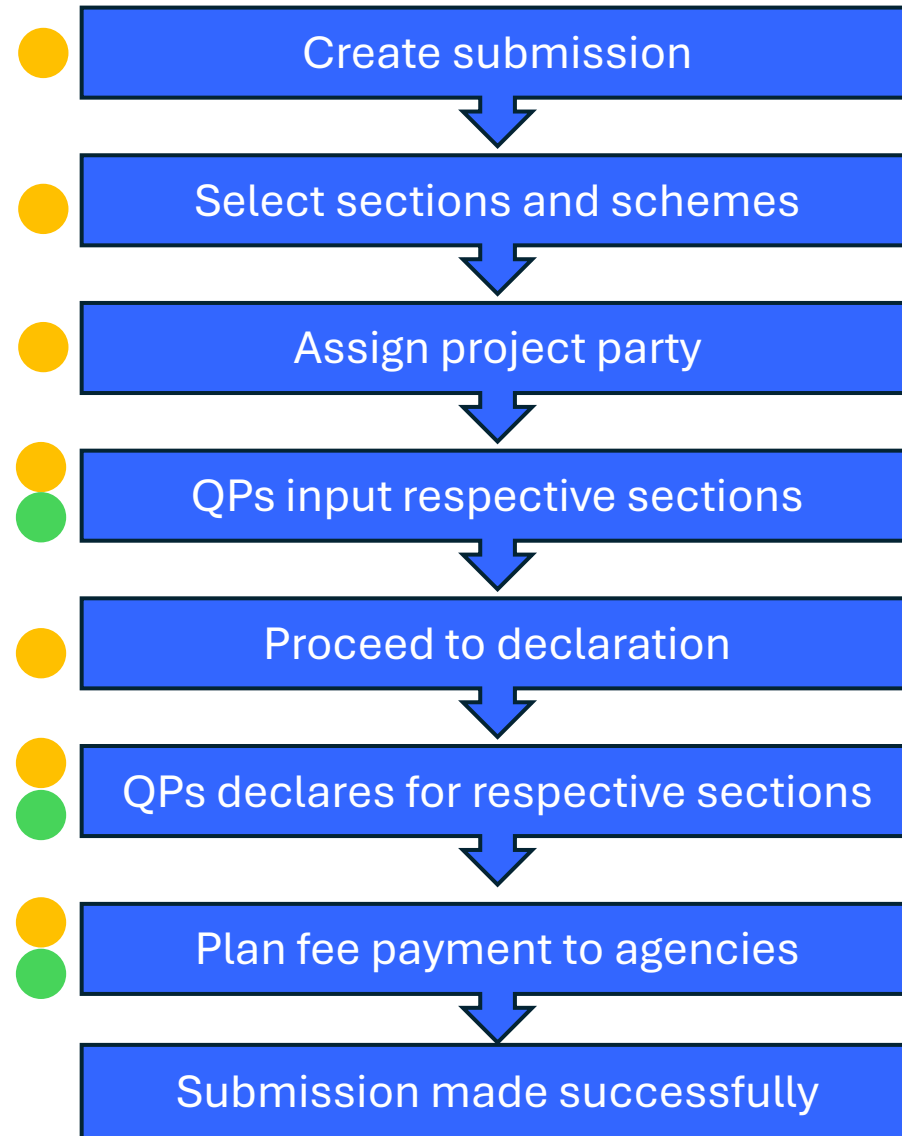 Create submission
Select sections and schemes
Assign project party
QPs input respective sections
Proceed to declaration
QPs declares for respective sections
Plan fee payment to agencies
Submission made successfully